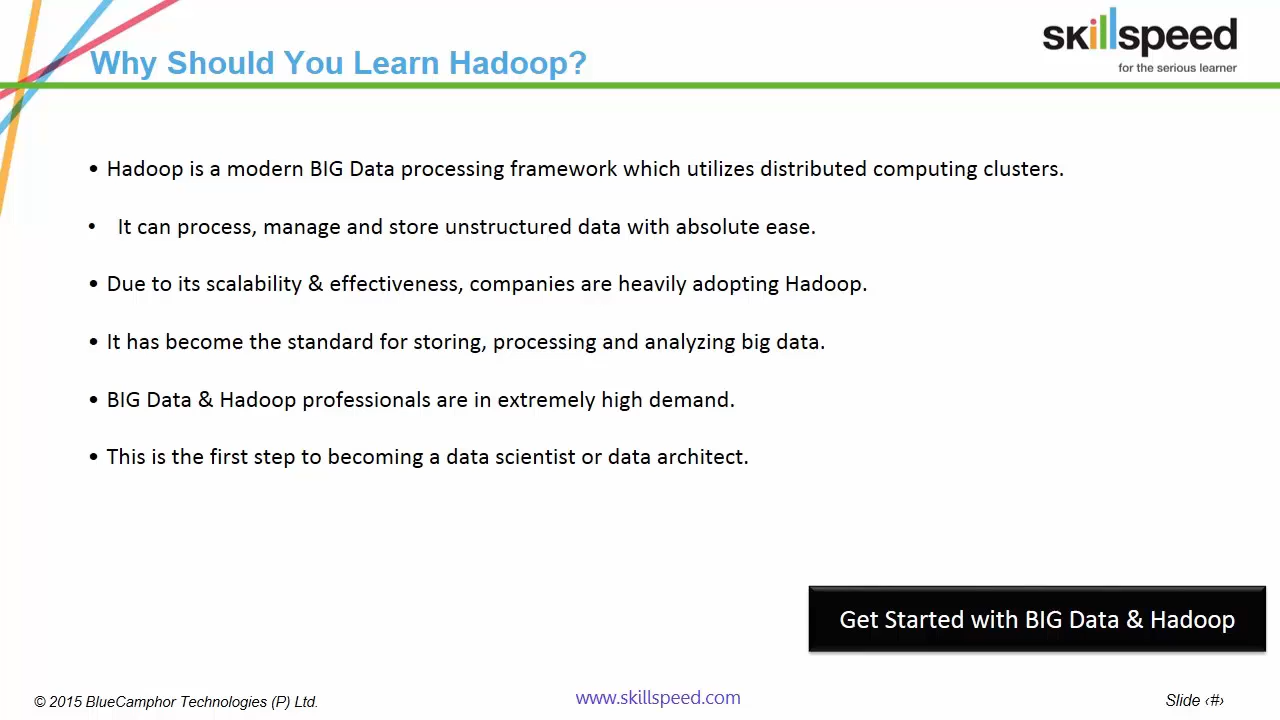 Why Should You Learn Hadoop?
skillspeed
for the serious learner
• Hadoop is a modern BIG Data processing framework which utilizes distributed computing clusters.
• It can process, manage and store unstructured data with absolute ease.
• Due to its scalability & effectiveness, companies are heavily adopting Hadoop.
• It has become the standard for storing, processing and analyzing big data.
• BIG Data & Hadoop professionals are in extremely high demand.
• This is the first step to becoming a data scientist or data architect.
Get Started with BIG Data & Hadoop
© 2015 BlueCamphor Technologies (P) Ltd.
www.skillspeed.com
Slide ‹#›